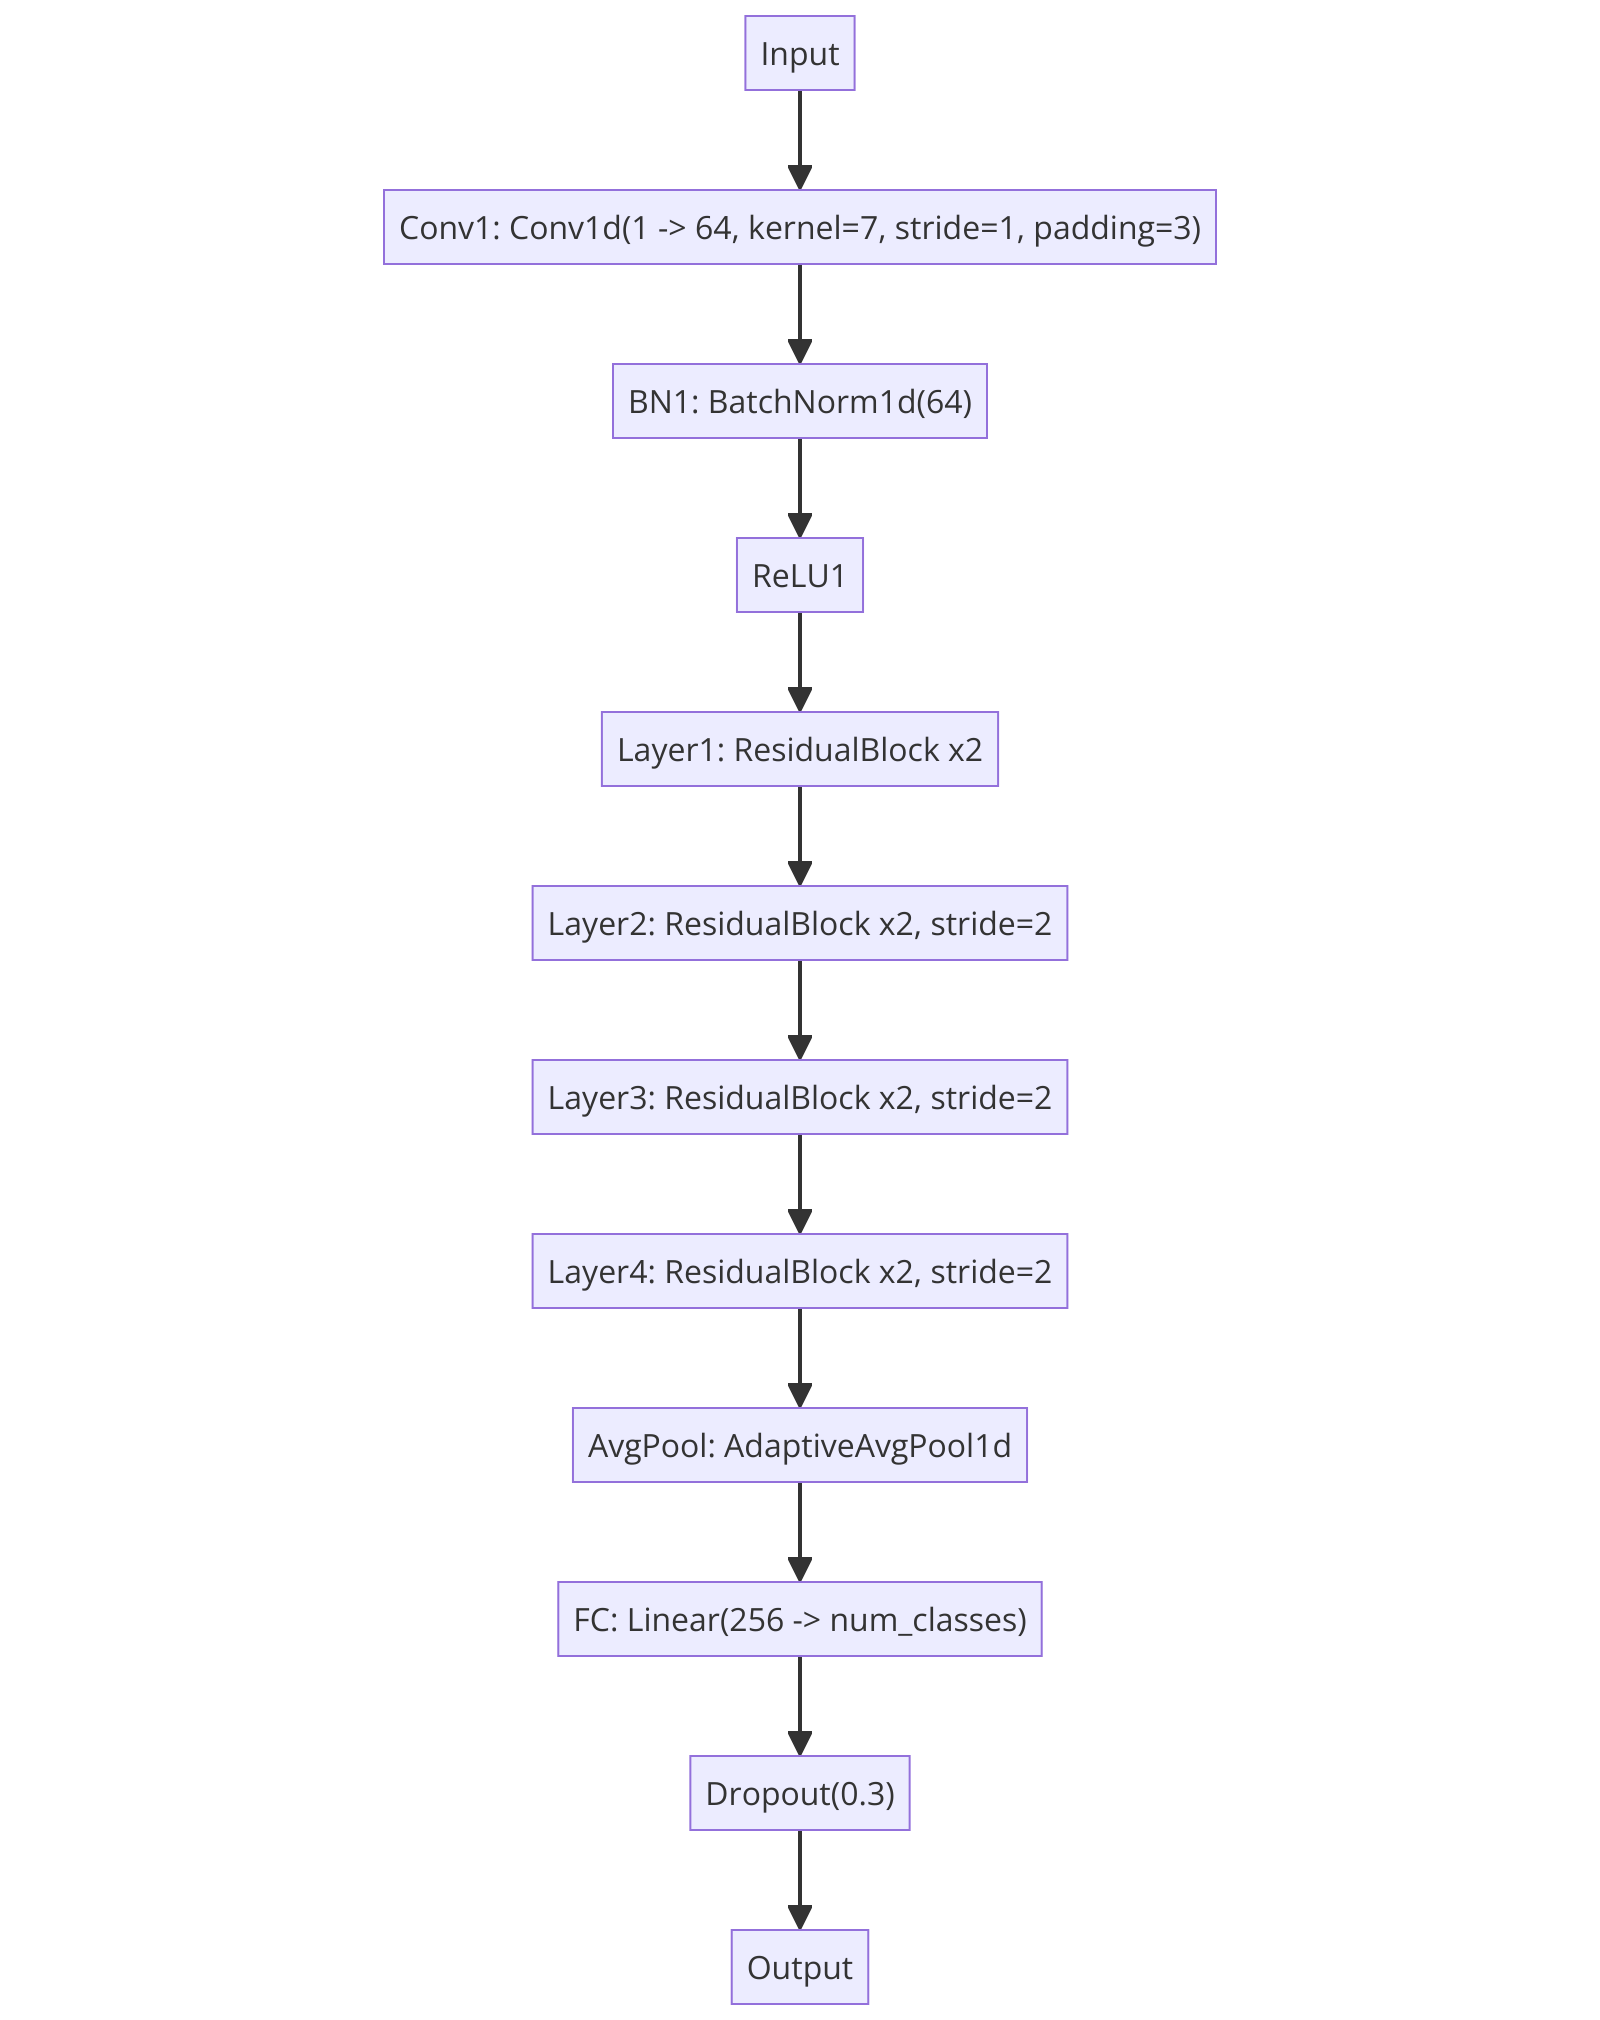 Input
Conv1: Conv1d(1 -> 64, kernel=7, stride=1, padding=3)
BN1: BatchNorm1d(64)
ReLU1
Layer1: ResidualBlock x2
Layer2: ResidualBlock x2, stride=2
Layer3: ResidualBlock x2, stride=2
Layer4: ResidualBlock x2, stride=2
AvgPool: AdaptiveAvgPool1d
FC: Linear(256 -> num_classes)
Dropout(0.3)
Output